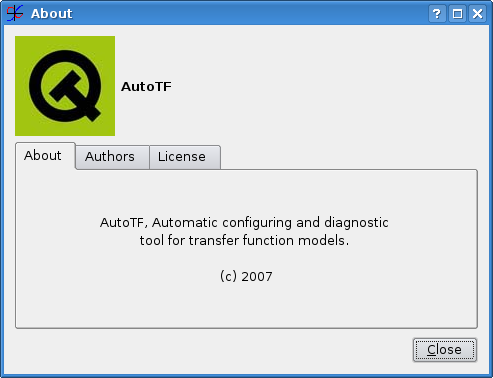 About
AutoTF
About
Authors
License
AutoTF, Automatic configuring and diagnostic
tool for transfer function models.
(c) 2007
Close